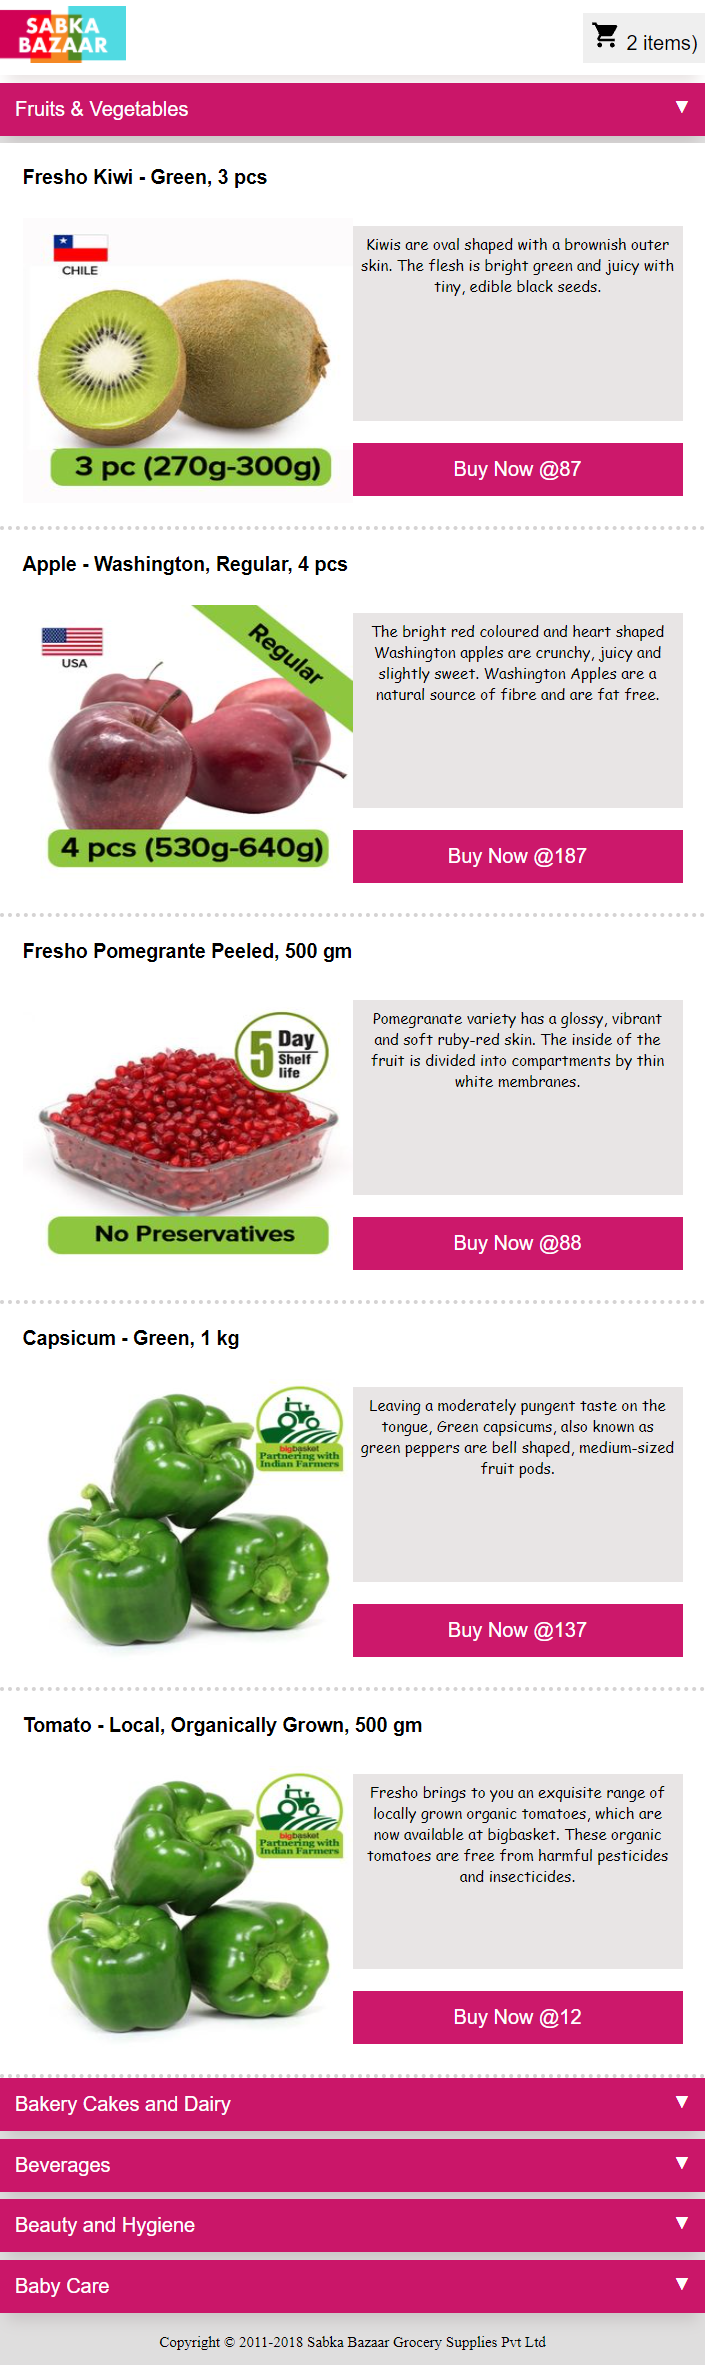 SABKA
BAZAAR
2 items)
Fruits & Vegetables
▼
Fresho Kiwi - Green, 3 pcs
CHILE
3 pc (270g-300g)
Kiwis are oval shaped with a brownish outer
skin. The flesh is bright green and juicy with
tiny, edible black seeds.
Buy Now @87
Apple - Washington, Regular, 4 pcs
USA
Regular
4 pcs (530g-640g)
The bright red coloured and heart shaped
Washington apples are crunchy, juicy and
slightly sweet. Washington Apples are a
natural source of fibre and are fat free.
Buy Now @187
Fresho Pomegrante Peeled, 500 gm
5 Day
Shelf
life
No Preservatives
Pomegranate variety has a glossy, vibrant
and soft ruby-red skin. The inside of the
fruit is divided into compartments by thin
white membranes.
Buy Now @88
Capsicum - Green, 1 kg
bigbasket
Partnering with
Indian Farmers
Leaving a moderately pungent taste on the
tongue, Green capsicums, also known as
green peppers are bell shaped, medium-sized
fruit pods.
Buy Now @137
Tomato - Local, Organically Grown, 500 gm
bigbasket
Partnering with
Indian Farmers
Fresho brings to you an exquisite range of
locally grown organic tomatoes, which are
now available at bigbasket. These organic
tomatoes are free from harmful pesticides
and insecticides.
Buy Now @12
Bakery Cakes and Dairy
▼
Beverages
▼
Beauty and Hygiene
▼
Baby Care
▼
Copyright © 2011-2018 Sabka Bazaar Grocery Supplies Pvt Ltd